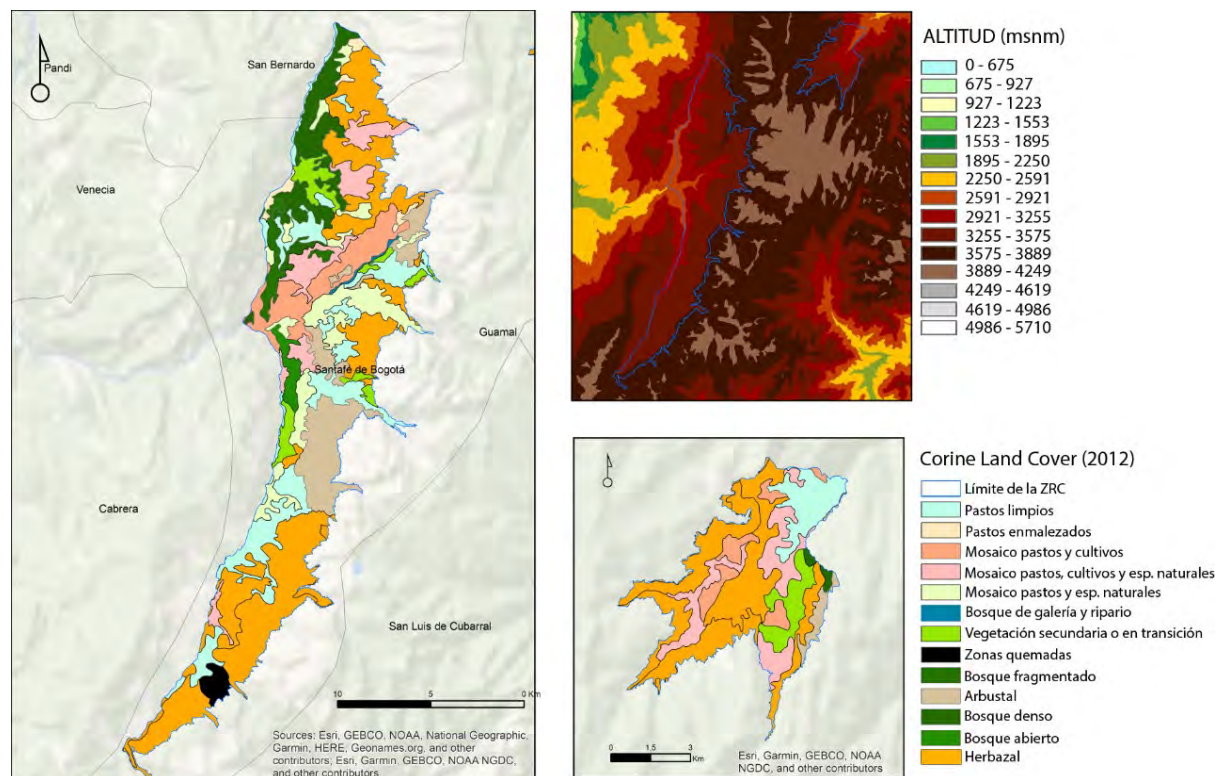 Pandi
San Bernardo
Venecia
Guamal
Santafé de Bogotá
Cabrera
San Luis de Cubarral
10 5 0 Km
Sources: Esri, GEBCO, NOAA, National Geographic,
Garmin, HERE, Geonames.org, and other
contributors; Esri, Garmin, GEBCO, NOAA NGDC,
and other contributors
ALTITUD (msnm)
0 - 675
675 - 927
927 - 1223
1223 - 1553
1553 - 1895
1895 - 2250
2250 - 2591
2591 - 2921
2921 - 3255
3255 - 3575
3575 - 3889
3889 - 4249
4249 - 4619
4619 - 4986
4986 - 5710
0 1,5 3
Km
Esri, Garmin, GEBCO, NOAA
NGDC, and other contributors
Corine Land Cover (2012)
Límite de la ZRC
Pastos limpios
Pastos enmalezados
Mosaico pastos y cultivos
Mosaico pastos, cultivos y esp. naturales
Mosaico pastos y esp. naturales
Bosque de galería y ripario
Vegetación secundaria o en transición
Zonas quemadas
Bosque fragmentado
Arbustal
Bosque denso
Bosque abierto
Herbazal